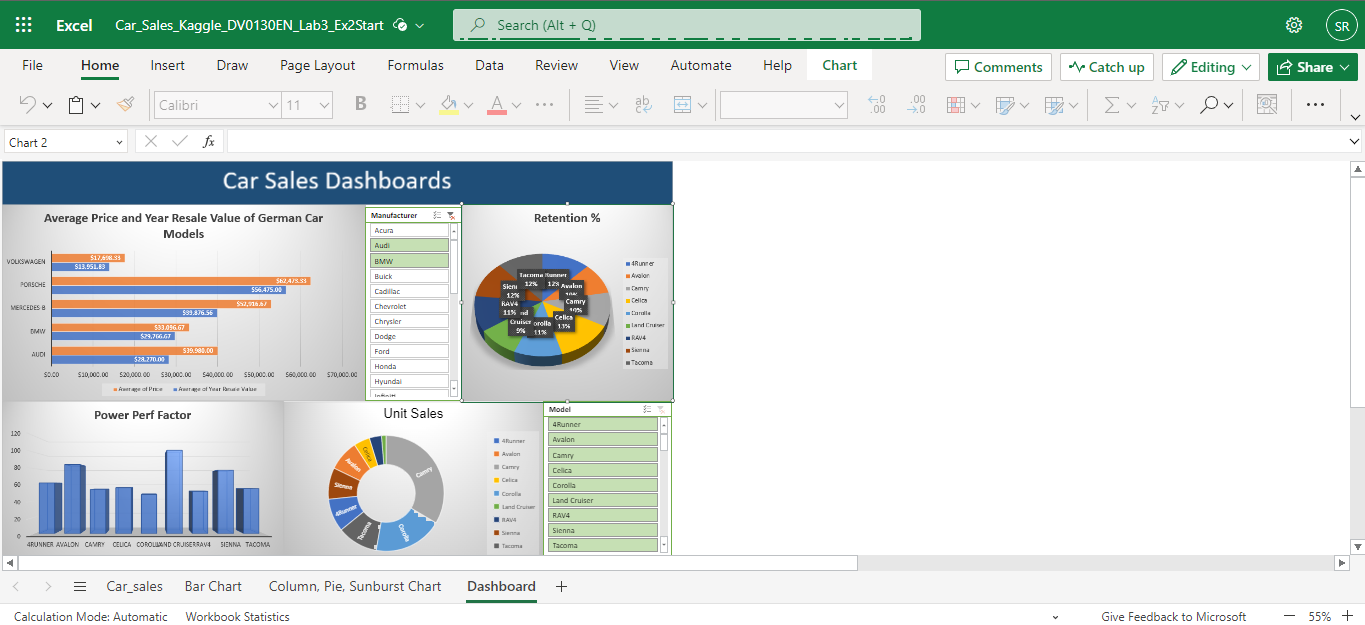 Excel Car_Sales_Kaggle_DV0130EN_Lab3_Ex2Start Search (Alt + Q) SR
File Home Insert Draw Page Layout Formulas Data Review View Automate Help Chart Comments Catch up Editing Share
Calibri 11 B A ab
Chart 2 fx
Car Sales Dashboards
Average Price and Year Resale Value of German Car
Models
VOLKSWAGEN $17,698.33
$13,951.83
PORSCHE $62,473.33
$56,475.00
MERCEDES B $52,916.67
$39,876.56
BMW $33,096.67
$29,766.67
AUDI $39,980.00
$28,270.00
$0.00 $10,000.00 $20,000.00 $30,000.00 $40,000.00 $50,000.00 $60,000.00 $70,000.00
Average of Price Average of Year Resale Value
Manufacturer
Acura
Audi
BMW
Buick
Cadillac
Chevrolet
Chrysler
Dodge
Ford
Honda
Hyundai
Infiniti
Retention %
Tacoma Runner
12% 12%
Avalon
10%
Camry
10%
Celica
13%
Corolla
11%
Cruiser
9%
RAV4
11%
Sienna
12%
4Runner
Avalon
Camry
Celica
Corolla
Land Cruiser
RAV4
Sienna
Tacoma
Power Perf Factor
120
100
80
60
40
20
0
4RUNNER AVALON CAMRY CELICA COROLLA LAND CRUISER RAV4 SIENNA TACOMA
Unit Sales
Camry
Corolla
Tacoma
4Runner
Sienna
Avalon
Celica
4Runner
Avalon
Camry
Celica
Corolla
Land Cruiser
RAV4
Sienna
Tacoma
Model
4Runner
Avalon
Camry
Celica
Corolla
Land Cruiser
RAV4
Sienna
Tacoma
Car_sales Bar Chart Column, Pie, Sunburst Chart Dashboard
Calculation Mode: Automatic Workbook Statistics Give Feedback to Microsoft 55%